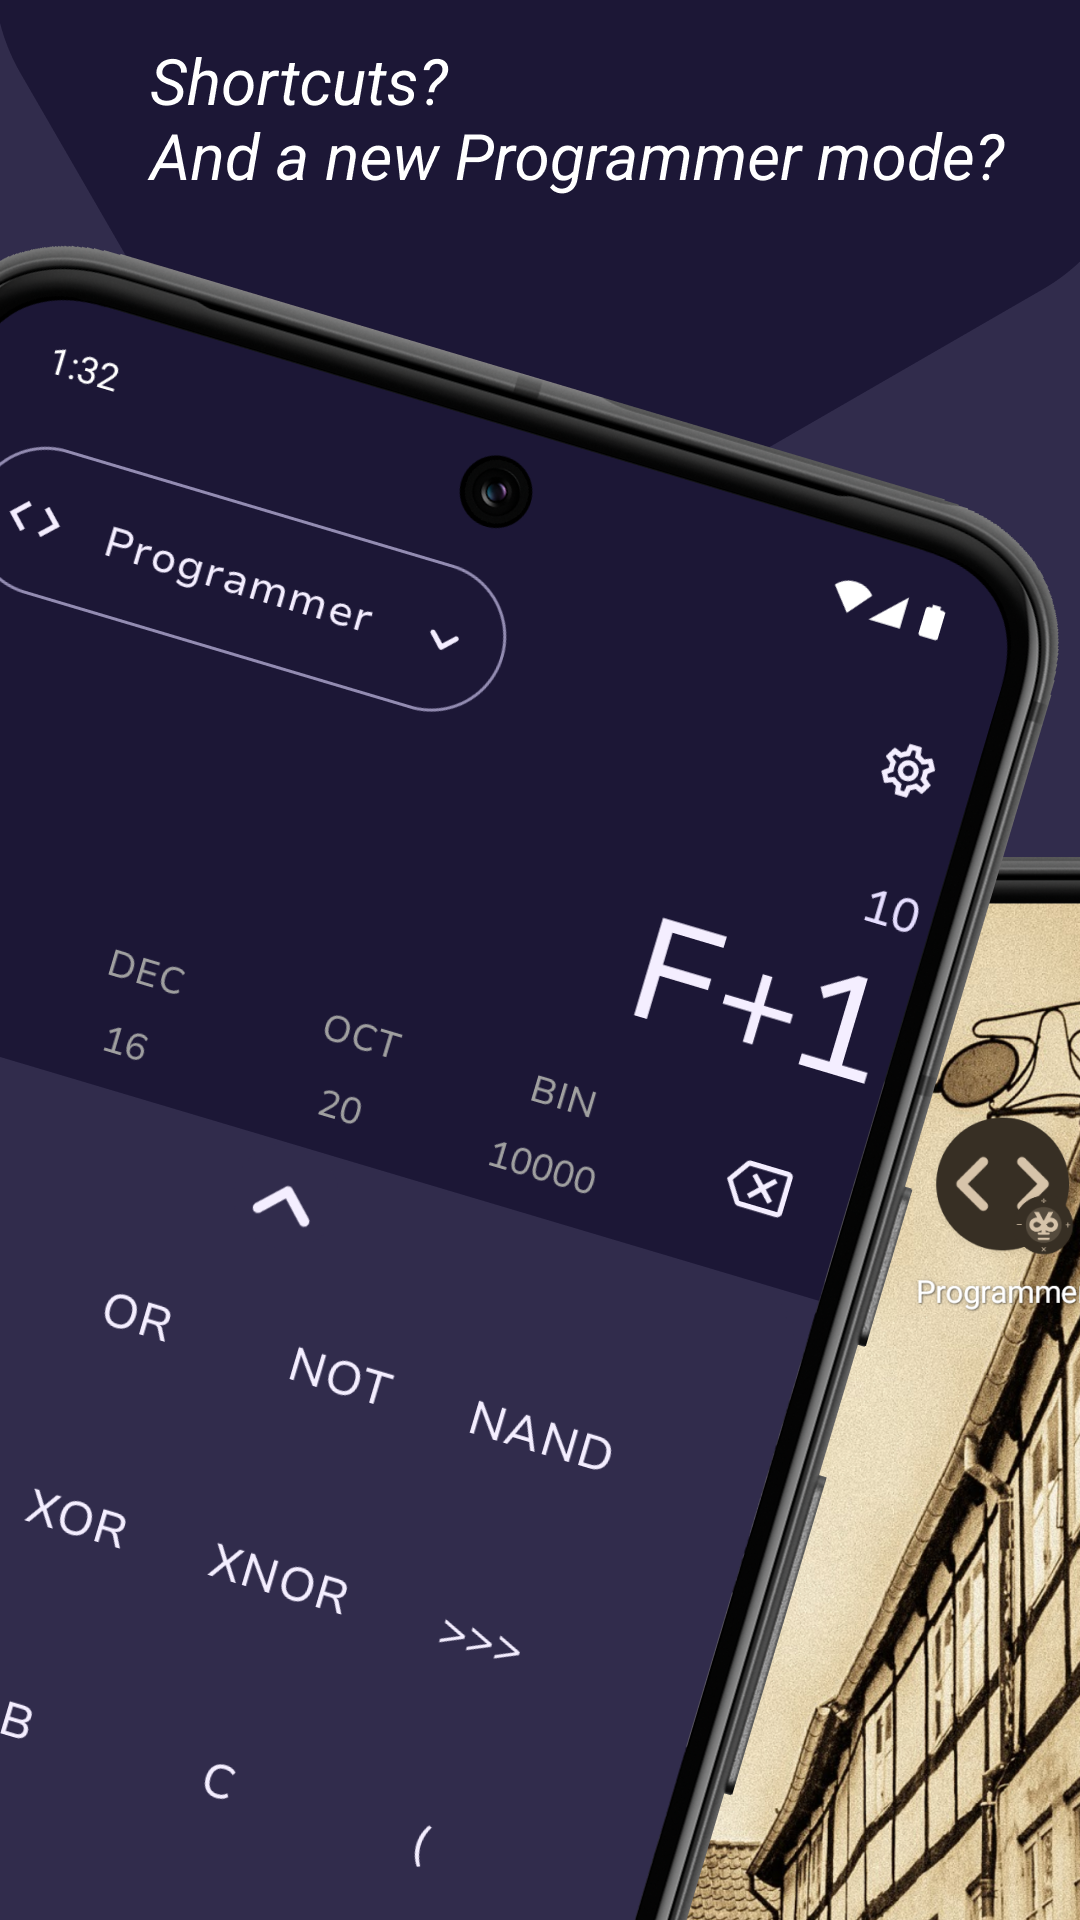 Shortcuts?
And a new Programmer mode?
1:32
Programmer
10
F+1
DEC
OCT
BIN
16
20
10000
OR
NOT
NAND
XOR
XNOR
>>>
B
C
(
Programme